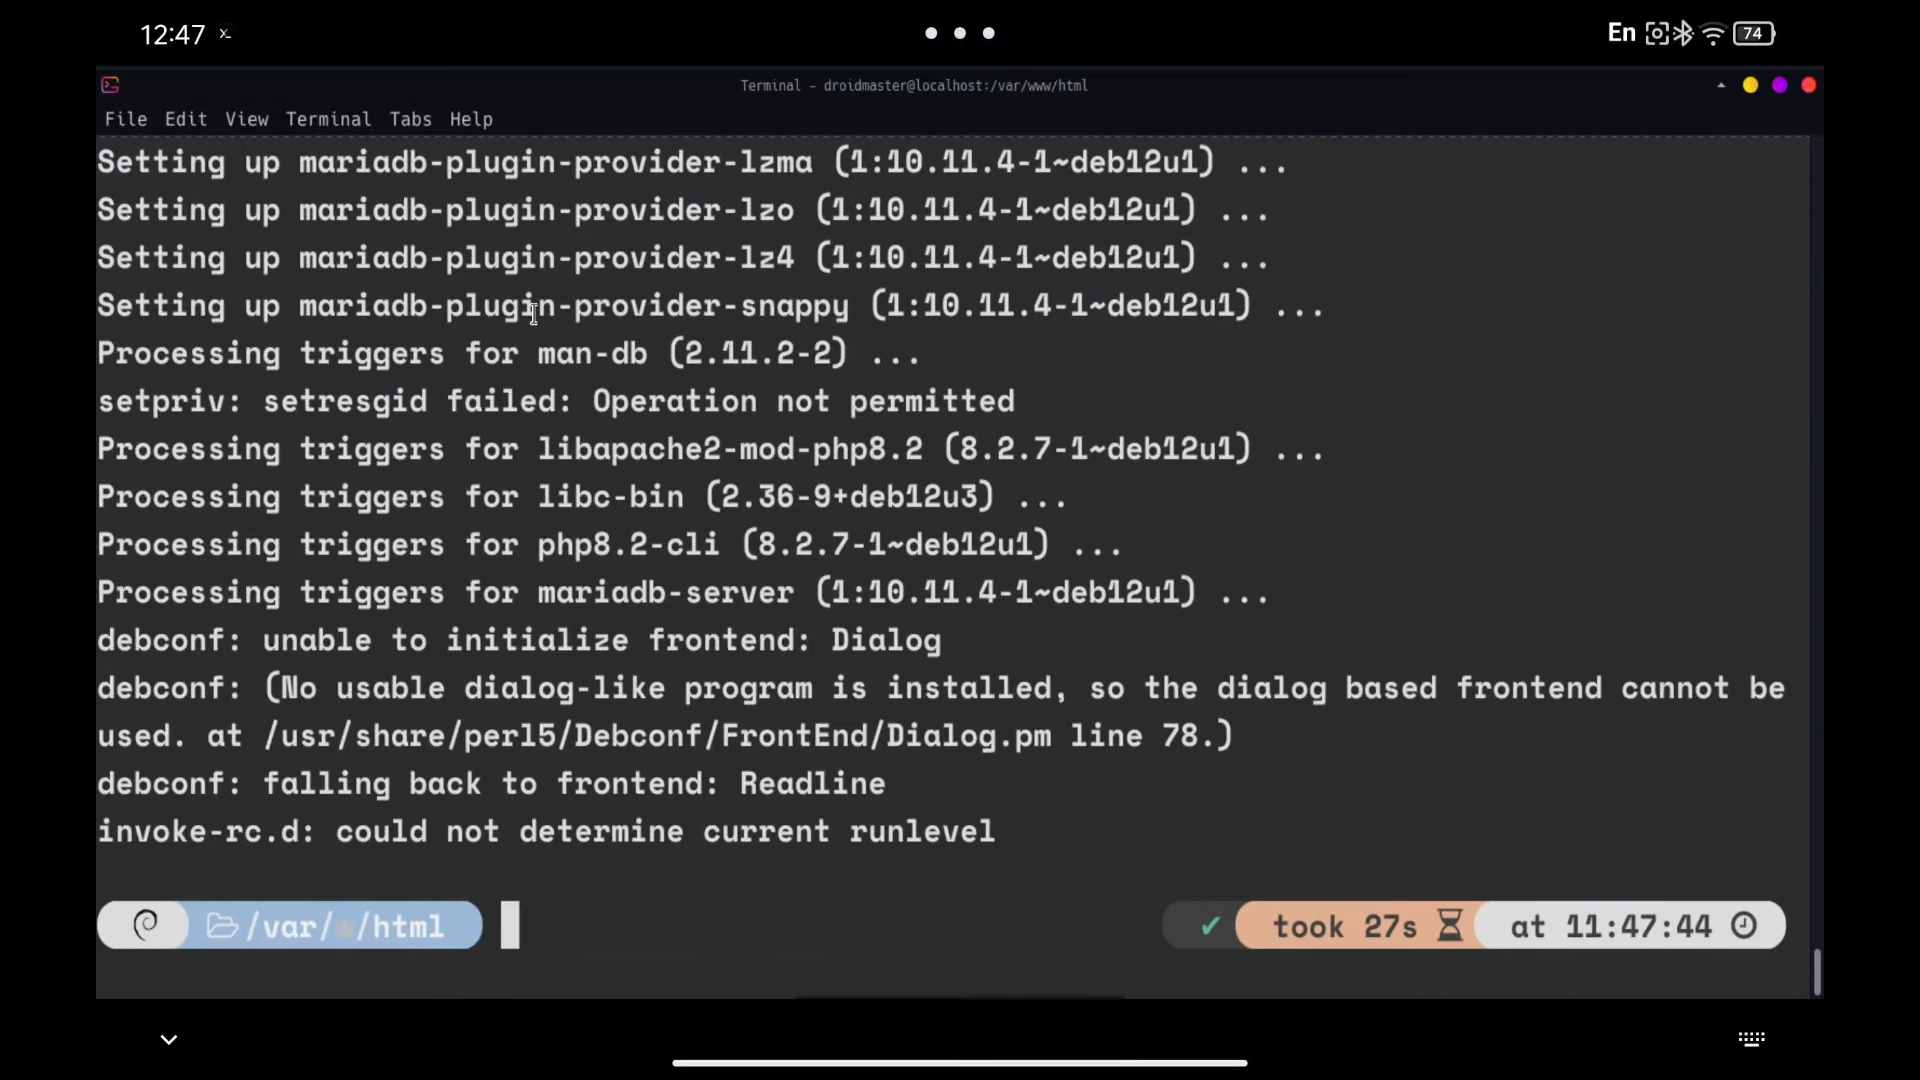 12:47
En 74
Terminal - droidmaster@localhost:/var/www/html
File Edit View Terminal Tabs Help
Setting up mariadb-plugin-provider-lzma (1:10.11.4-1~deb12u1) ...
Setting up mariadb-plugin-provider-lzo (1:10.11.4-1~deb12u1) ...
Setting up mariadb-plugin-provider-lz4 (1:10.11.4-1~deb12u1) ...
Setting up mariadb-plugin-provider-snappy (1:10.11.4-1~deb12u1) ...
Processing triggers for man-db (2.11.2-2) ...
setpriv: setresgid failed: Operation not permitted
Processing triggers for libapache2-mod-php8.2 (8.2.7-1~deb12u1) ...
Processing triggers for libc-bin (2.36-9+deb12u3) ...
Processing triggers for php8.2-cli (8.2.7-1~deb12u1) ...
Processing triggers for mariadb-server (1:10.11.4-1~deb12u1) ...
debconf: unable to initialize frontend: Dialog
debconf: (No usable dialog-like program is installed, so the dialog based frontend cannot be
used. at /usr/share/perl5/Debconf/FrontEnd/Dialog.pm line 78.)
debconf: falling back to frontend: Readline
invoke-rc.d: could not determine current runlevel
/var/w/html ✓ took 27s at 11:47:44